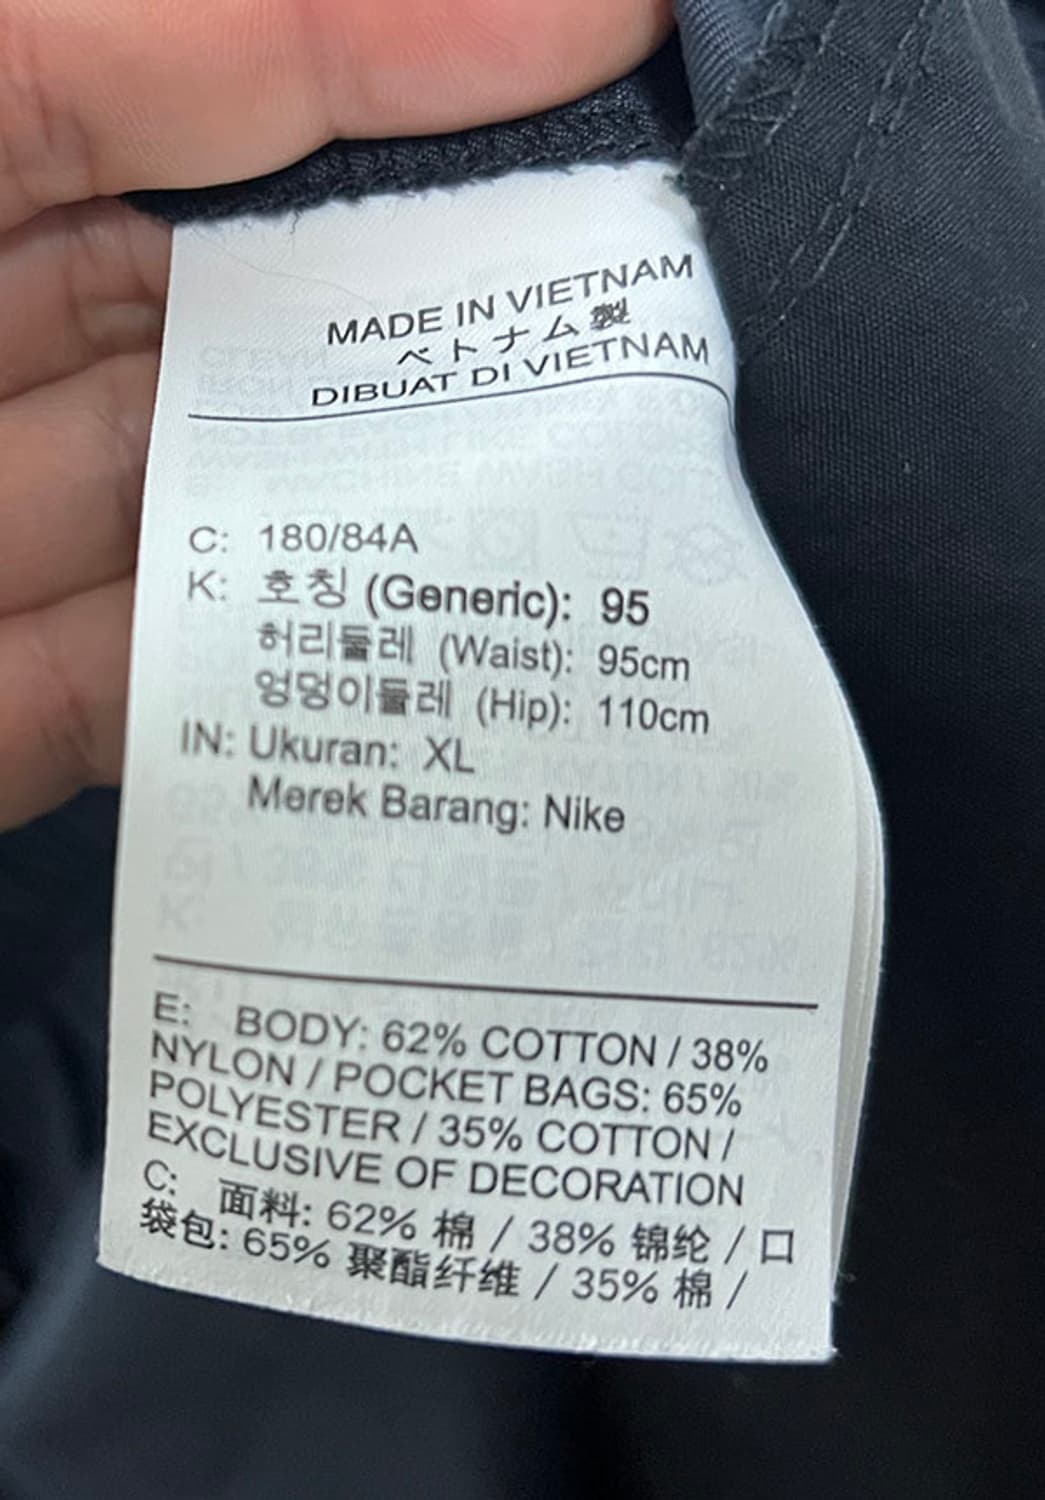 MADE IN VIETNAM
ベトナム製
DIBUAT DI VIETNAM
C: 180/84A
K: 호칭 (Generic): 95
허리둘레 (Waist): 95cm
엉덩이둘레 (Hip): 110cm
IN: Ukuran: XL
Merek Barang: Nike
E: BODY: 62% COTTON / 38%
NYLON / POCKET BAGS: 65%
POLYESTER / 35% COTTON /
EXCLUSIVE OF DECORATION
C: 面料: 62% 棉 / 38% 锦纶 / 口
袋包: 65% 聚酯纤维 / 35% 棉 /